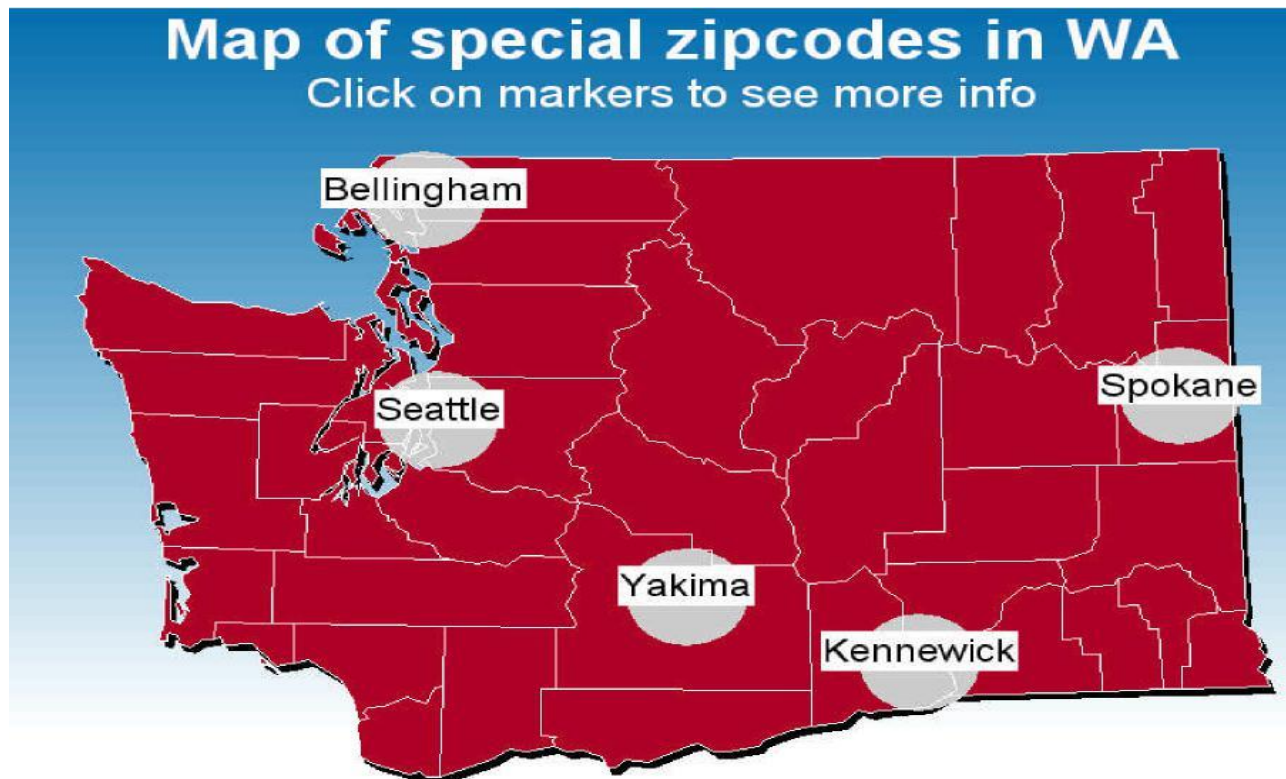 Map of special zipcodes in WA
Click on markers to see more info
Bellingham
Seattle
Spokane
Yakima
Kennewick